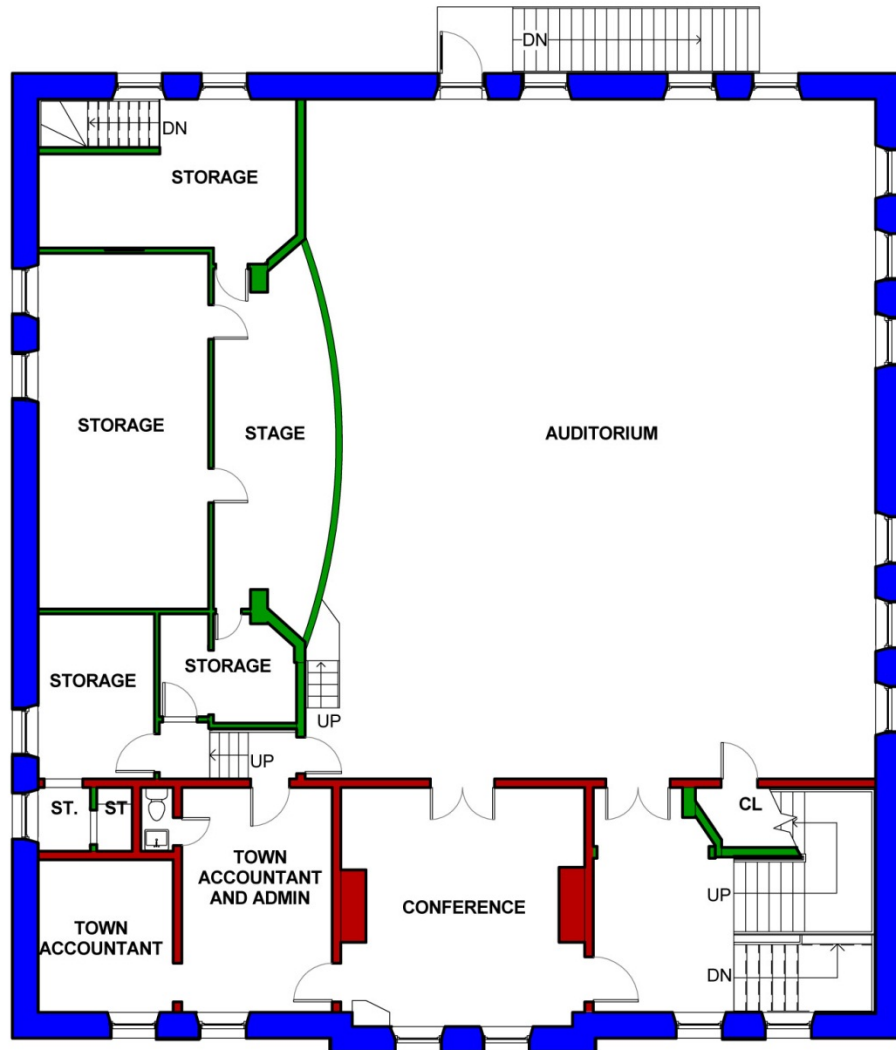 DN
DN
STORAGE
STORAGE
STAGE
AUDITORIUM
STORAGE
STORAGE
UP
UP
ST.
ST
CL
TOWN
ACCOUNTANT
AND ADMIN
CONFERENCE
UP
TOWN
ACCOUNTANT
DN